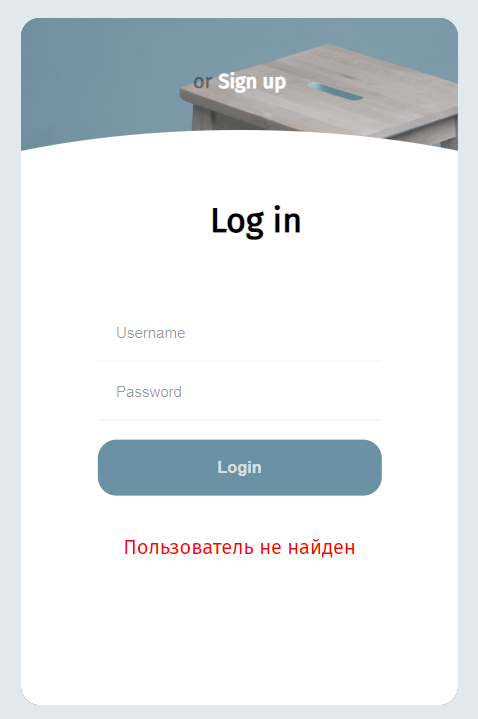 or Sign up
Log in
Username
Password
Login
Пользователь не найден